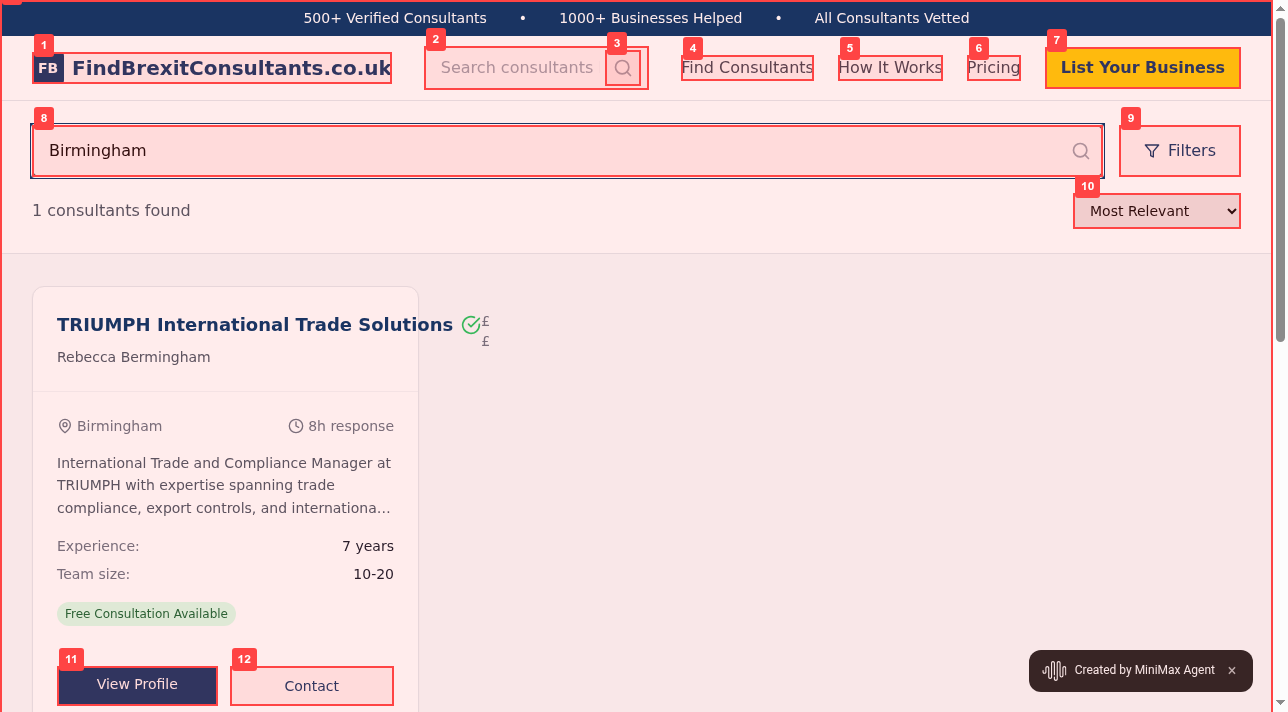 500+ Verified Consultants • 1000+ Businesses Helped • All Consultants Vetted
1 FB FindBrexitConsultants.co.uk 2 Search consultants 3 4 Find Consultants 5 How It Works 6 Pricing 7 List Your Business
8 Birmingham 9 Filters
1 consultants found 10 Most Relevant
TRIUMPH International Trade Solutions £
£
Rebecca Bermingham
Birmingham 8h response
International Trade and Compliance Manager at
TRIUMPH with expertise spanning trade
compliance, export controls, and internationa...
Experience: 7 years
Team size: 10-20
Free Consultation Available
11 View Profile 12 Contact
Created by MiniMax Agent ×